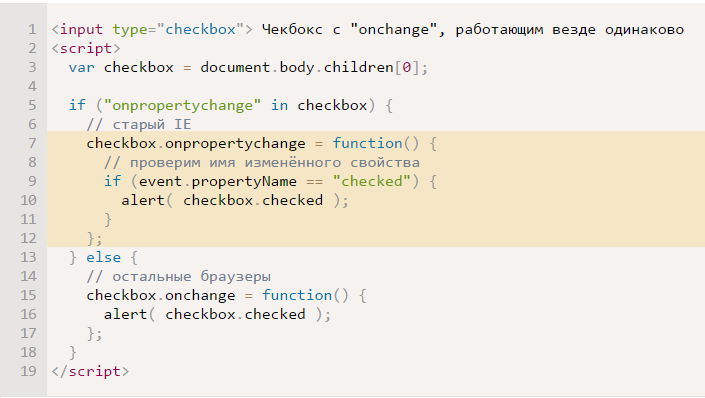 1 <input type="checkbox"> Чекбокс с "onchange", работающим везде одинаково
2 <script>
3   var checkbox = document.body.children[0];
4
5   if ("onpropertychange" in checkbox) {
6     // старый IE
7     checkbox.onpropertychange = function() {
8       // проверим имя изменённого свойства
9       if (event.propertyName == "checked") {
10         alert( checkbox.checked );
11       }
12     };
13   } else {
14     // остальные браузеры
15     checkbox.onchange = function() {
16       alert( checkbox.checked );
17     };
18   }
19 </script>